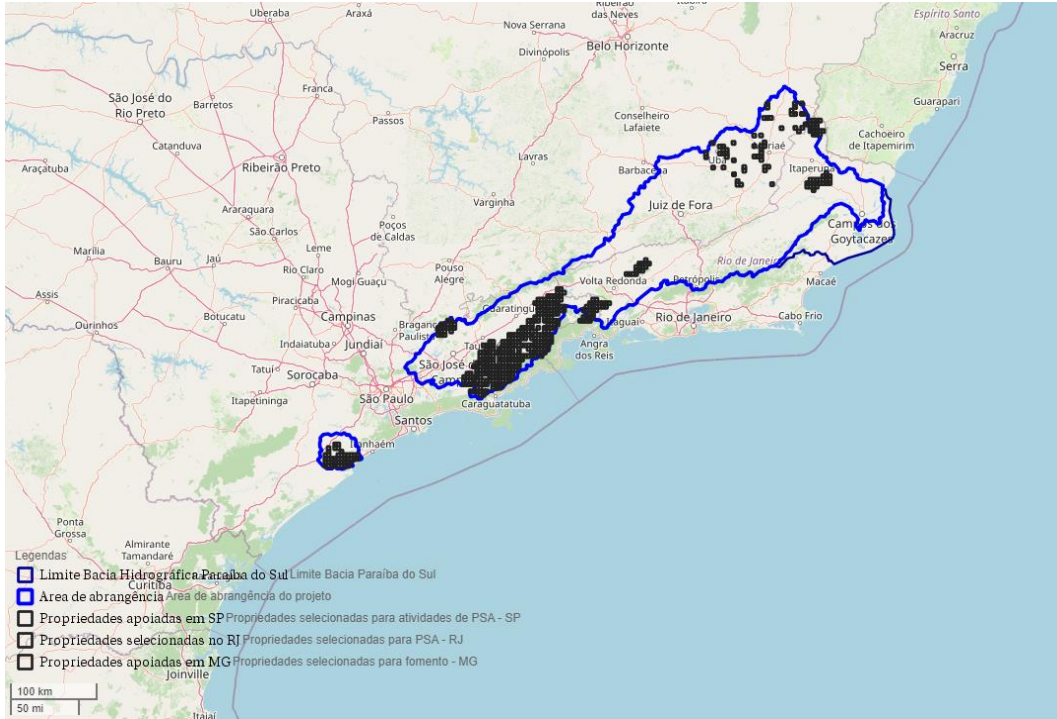 Uberaba
Araxá
Ribeirão
das Neves
Nova Serrana
Belo Horizonte
Divinópolis
Espírito Santo
Aracruz
Serra
São José do
Rio Preto
Barretos
Franca
Passos
Conselheiro
Lafaiete
Guarapari
Catanduva
Ribeirão Preto
Lavras
Cachoeiro
de Itapemirim
Araçatuba
Barbacena
Ubá
riaé
Itaperuna
Araraquara
São Carlos
Varginha
Juiz de Fora
Poços
de Caldas
Campos dos
Goytacazes
Marília
Bauru
Jaú
Leme
Rio Claro
Mogi Guaçu
Pouso
Alegre
Rio de Janeiro
Assis
Piracicaba
Volta Redonda
Petrópolis
Macaé
Ourinhos
Botucatu
Campinas
Bragança
Paulista
Guaratinguetá
Itaguaí
Rio de Janeiro
Cabo Frio
Indaiatuba
Jundiaí
Angra
dos Reis
Tatuí
Sorocaba
São José d
Camp
Itapetininga
São Paulo
Caraguatatuba
Santos
Itanhaém
Ponta
Grossa
Almirante
Tamandaré
Curitiba
Joinville
Itajaí
Legendas
Limite Bacia Hidrográfica Paraíba do Sul Limite Bacia Paraíba do Sul
Area de abrangência Área de abrangência do projeto
Propriedades apoiadas em SP Propriedades selecionadas para atividades de PSA - SP
Propriedades selecionadas no RJ Propriedades selecionadas para PSA - RJ
Propriedades apoiadas em MG Propriedades selecionadas para fomento - MG
100 km
50 mi